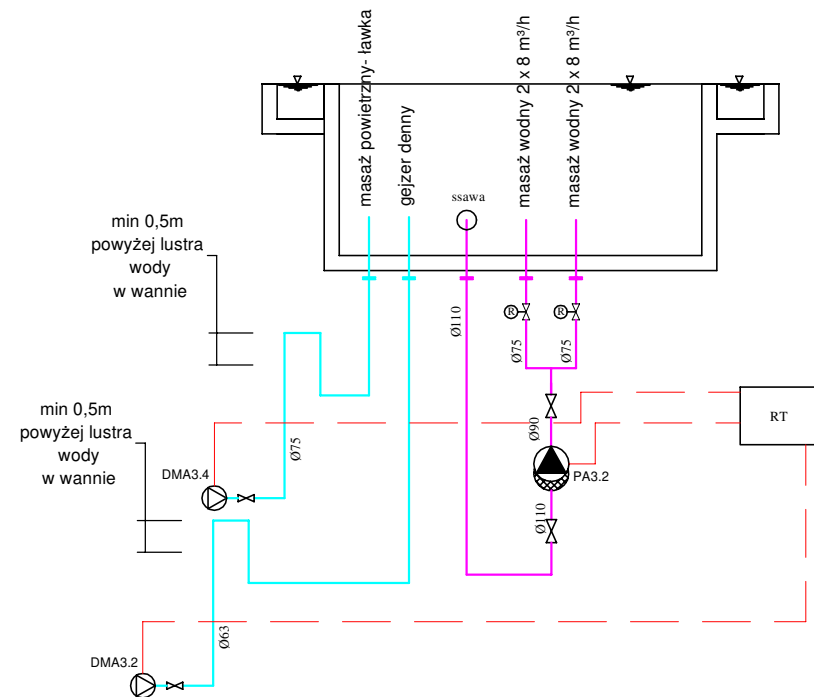 masaż powietrzny- ławka
gejzer denny
ssawa
masaż wodny 2 x 8 m³/h
masaż wodny 2 x 8 m³/h
min 0,5m
powyżej lustra
wody
w wannie
Ø110
R
R
Ø75
Ø75
min 0,5m
powyżej lustra
wody
w wannie
Ø75
Ø90
RT
DMA3.4
PA3.2
Ø110
Ø63
DMA3.2